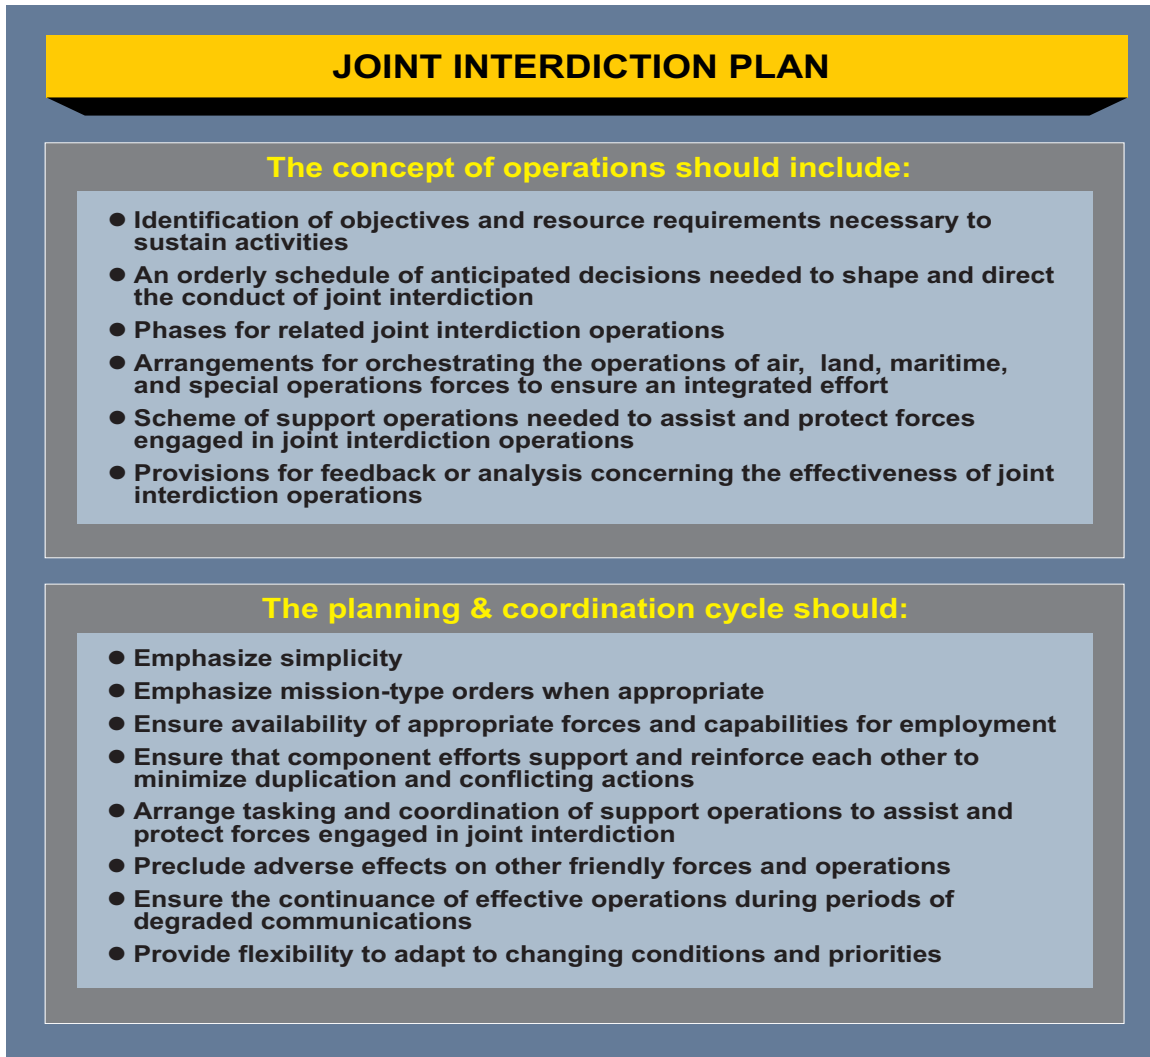 JOINT INTERDICTION PLAN
The concept of operations should include:
● Identification of objectives and resource requirements necessary to
sustain activities
● An orderly schedule of anticipated decisions needed to shape and direct
the conduct of joint interdiction
● Phases for related joint interdiction operations
● Arrangements for orchestrating the operations of air, land, maritime,
and special operations forces to ensure an integrated effort
● Scheme of support operations needed to assist and protect forces
engaged in joint interdiction operations
● Provisions for feedback or analysis concerning the effectiveness of joint
interdiction operations
The planning & coordination cycle should:
● Emphasize simplicity
● Emphasize mission-type orders when appropriate
● Ensure availability of appropriate forces and capabilities for employment
● Ensure that component efforts support and reinforce each other to
minimize duplication and conflicting actions
● Arrange tasking and coordination of support operations to assist and
protect forces engaged in joint interdiction
● Preclude adverse effects on other friendly forces and operations
● Ensure the continuance of effective operations during periods of
degraded communications
● Provide flexibility to adapt to changing conditions and priorities